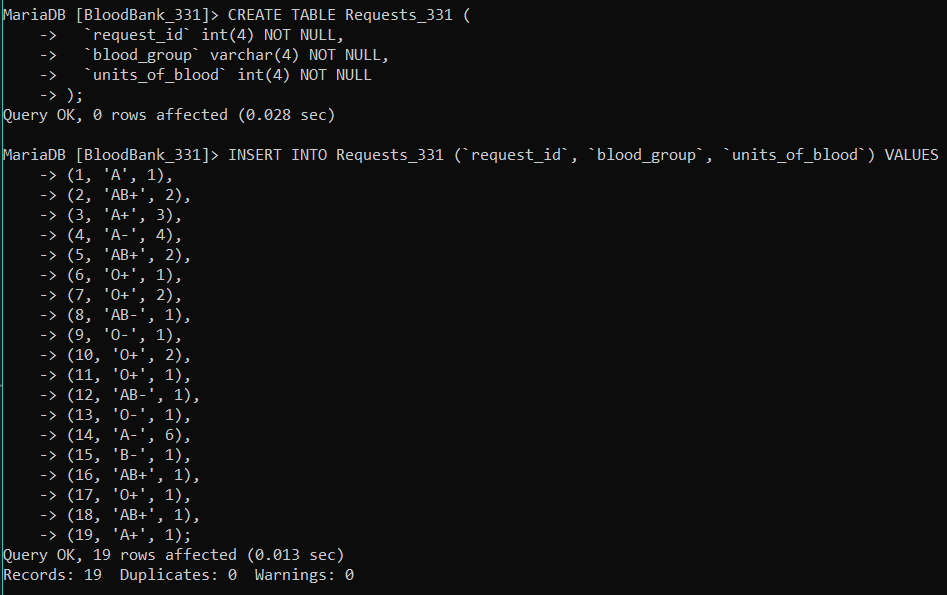 MariaDB [BloodBank_331]> CREATE TABLE Requests_331 (
    ->   `request_id` int(4) NOT NULL,
    ->   `blood_group` varchar(4) NOT NULL,
    ->   `units_of_blood` int(4) NOT NULL
    -> );
Query OK, 0 rows affected (0.028 sec)

MariaDB [BloodBank_331]> INSERT INTO Requests_331 (`request_id`, `blood_group`, `units_of_blood`) VALUES
    -> (1, 'A', 1),
    -> (2, 'AB+', 2),
    -> (3, 'A+', 3),
    -> (4, 'A-', 4),
    -> (5, 'AB+', 2),
    -> (6, 'O+', 1),
    -> (7, 'O+', 2),
    -> (8, 'AB-', 1),
    -> (9, 'O-', 1),
    -> (10, 'O+', 2),
    -> (11, 'O+', 1),
    -> (12, 'AB-', 1),
    -> (13, 'O-', 1),
    -> (14, 'A-', 6),
    -> (15, 'B-', 1),
    -> (16, 'AB+', 1),
    -> (17, 'O+', 1),
    -> (18, 'AB+', 1),
    -> (19, 'A+', 1);
Query OK, 19 rows affected (0.013 sec)
Records: 19  Duplicates: 0  Warnings: 0